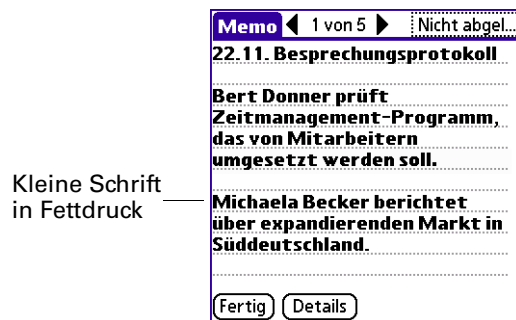 Memo 1 von 5 Nicht abgel...
22.11. Besprechungsprotokoll
Bert Donner prüft
Zeitmanagement-Programm,
das von Mitarbeitern
umgesetzt werden soll.
Kleine Schrift
in Fettdruck
Michaela Becker berichtet
über expandierenden Markt in
Süddeutschland.
Fertig Details